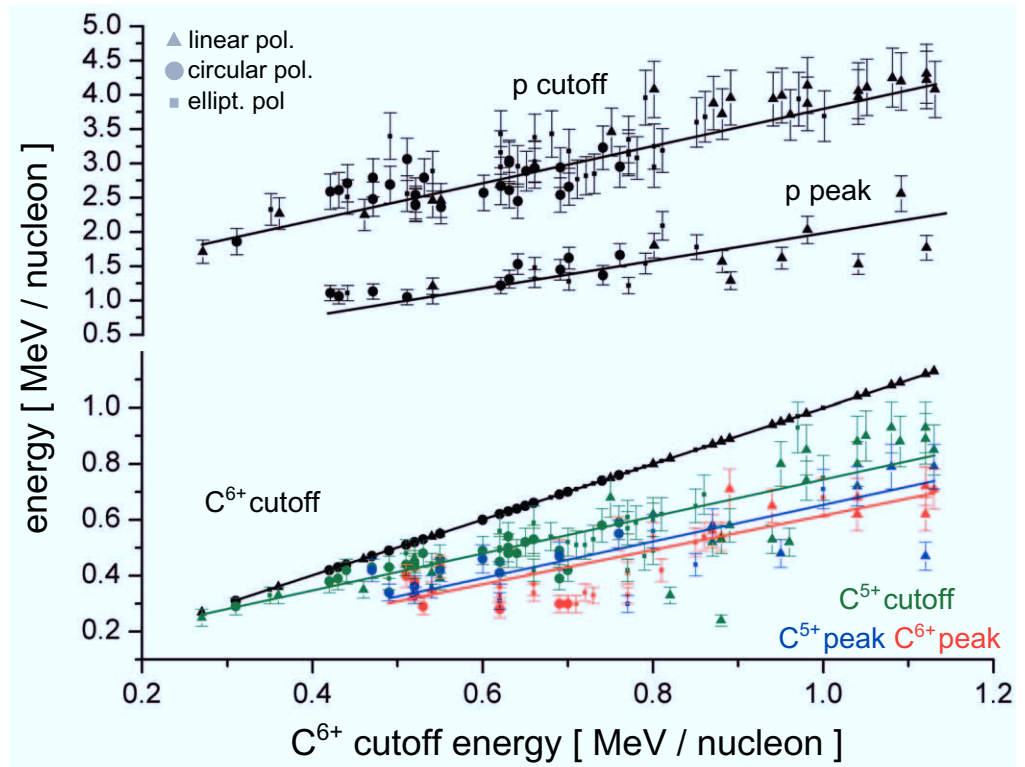 5.0
4.5
4.0
3.5
3.0
2.5
2.0
1.5
1.0
0.5
linear pol.
circular pol.
ellipt. pol
p cutoff
p peak
energy [ MeV / nucleon ]
1.0
0.8
0.6
0.4
0.2
C⁶⁺ cutoff
C⁵⁺ cutoff
C⁵⁺ peak C⁶⁺ peak
0.2 0.4 0.6 0.8 1.0 1.2
C⁶⁺ cutoff energy [ MeV / nucleon ]